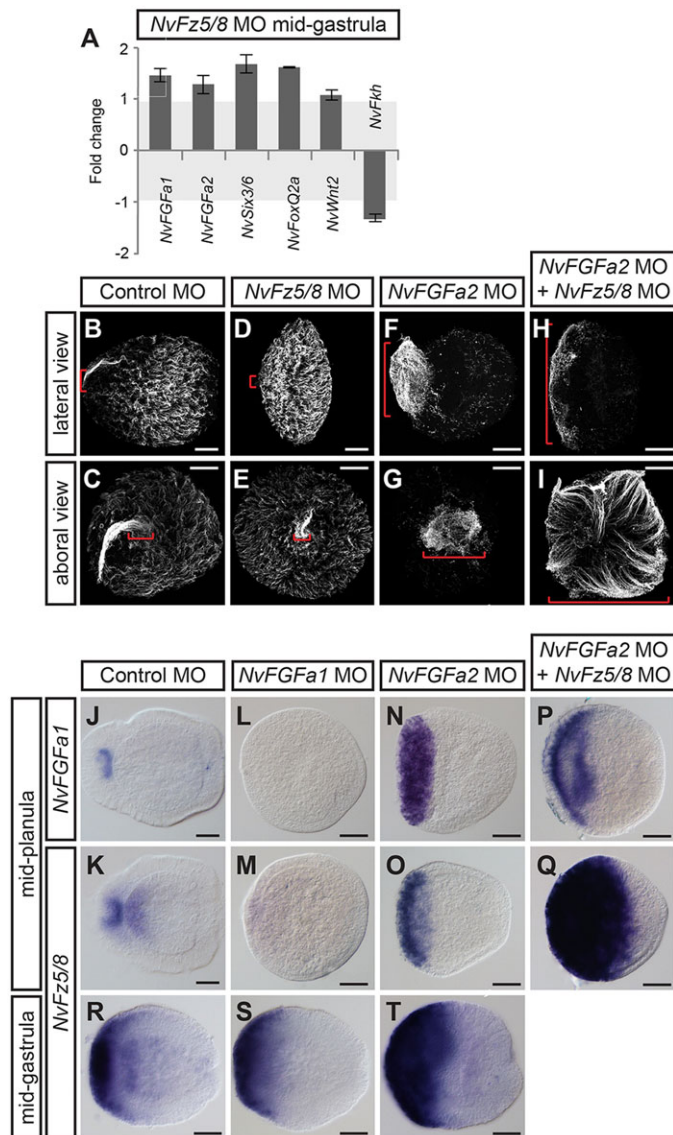 NvFz5/8 MO mid-gastrula
A
Fold change
2
1
0
-1
-2
NvFGFa1
NvFGFa2
NvSix3/6
NvFoxQ2a
NvWnt2
NvFkh
Control MO
NvFz5/8 MO
NvFGFa2 MO
NvFGFa2 MO
+ NvFz5/8 MO
lateral view
B
D
F
H
aboral view
C
E
G
I
Control MO
NvFGFa1 MO
NvFGFa2 MO
NvFGFa2 MO
+ NvFz5/8 MO
mid-planula
NvFGFa1
J
L
N
P
NvFz5/8
K
M
O
Q
mid-gastrula
R
S
T